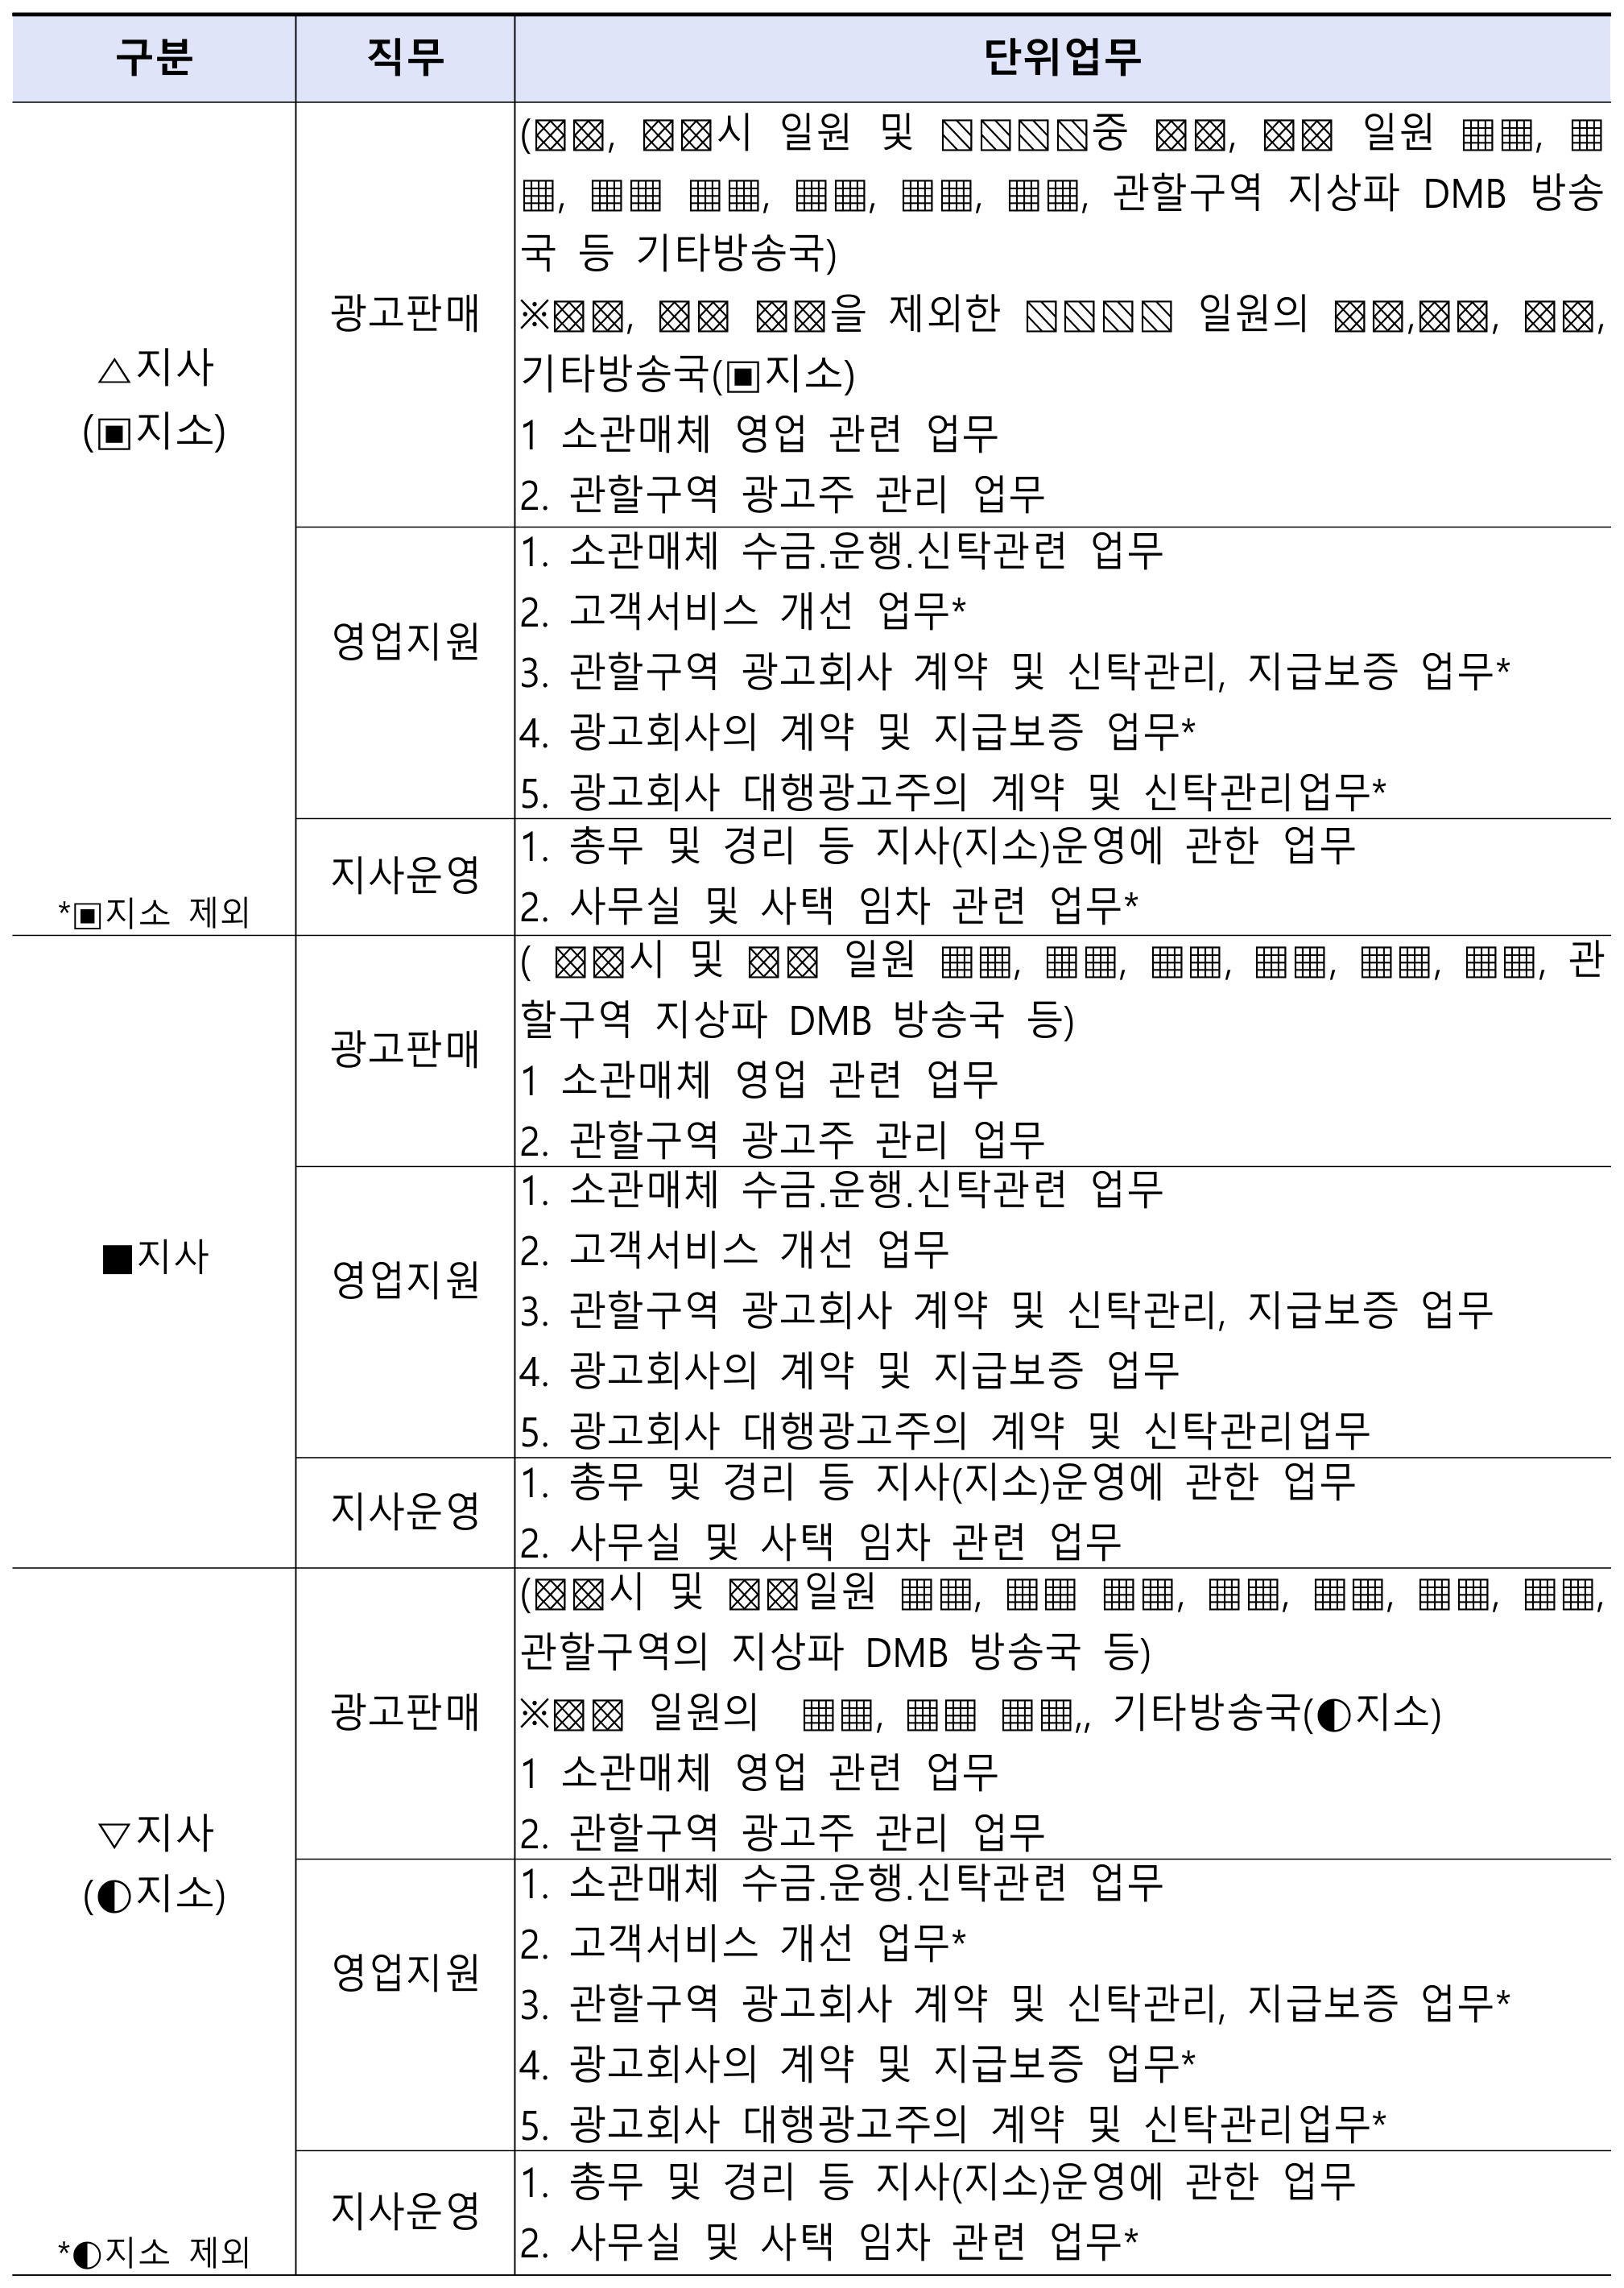 구분 직무 단위업무
△지사
(▣지소)
*▣지소 제외
광고판매
(▩▩, ▩▩시 일원 및 ▧▧▧▧중 ▩▩, ▩▩ 일원 ▦▦, ▦
▦, ▦▦ ▦▦, ▦▦, ▦▦, ▦▦, 관할구역 지상파 DMB 방송
국 등 기타방송국)
※▩▩, ▩▩ ▩▩을 제외한 ▧▧▧▧ 일원의 ▩▩,▩▩, ▩▩,
기타방송국(▣지소)
1 소관매체 영업 관련 업무
2. 관할구역 광고주 관리 업무
영업지원
1. 소관매체 수금.운행.신탁관련 업무
2. 고객서비스 개선 업무*
3. 관할구역 광고회사 계약 및 신탁관리, 지급보증 업무*
4. 광고회사의 계약 및 지급보증 업무*
5. 광고회사 대행광고주의 계약 및 신탁관리업무*
지사운영
1. 총무 및 경리 등 지사(지소)운영에 관한 업무
2. 사무실 및 사택 임차 관련 업무*
■지사
광고판매
( ▩▩시 및 ▩▩ 일원 ▦▦, ▦▦, ▦▦, ▦▦, ▦▦, ▦▦, 관
할구역 지상파 DMB 방송국 등)
1 소관매체 영업 관련 업무
2. 관할구역 광고주 관리 업무
영업지원
1. 소관매체 수금.운행.신탁관련 업무
2. 고객서비스 개선 업무
3. 관할구역 광고회사 계약 및 신탁관리, 지급보증 업무
4. 광고회사의 계약 및 지급보증 업무
5. 광고회사 대행광고주의 계약 및 신탁관리업무
지사운영
1. 총무 및 경리 등 지사(지소)운영에 관한 업무
2. 사무실 및 사택 임차 관련 업무
▽지사
(◐지소)
*◐지소 제외
광고판매
(▩▩시 및 ▩▩일원 ▦▦, ▦▦ ▦▦, ▦▦, ▦▦, ▦▦, ▦▦,
관할구역의 지상파 DMB 방송국 등)
※▩▩ 일원의 ▦▦, ▦▦ ▦▦,, 기타방송국(◐지소)
1 소관매체 영업 관련 업무
2. 관할구역 광고주 관리 업무
영업지원
1. 소관매체 수금.운행.신탁관련 업무
2. 고객서비스 개선 업무*
3. 관할구역 광고회사 계약 및 신탁관리, 지급보증 업무*
4. 광고회사의 계약 및 지급보증 업무*
5. 광고회사 대행광고주의 계약 및 신탁관리업무*
지사운영
1. 총무 및 경리 등 지사(지소)운영에 관한 업무
2. 사무실 및 사택 임차 관련 업무*